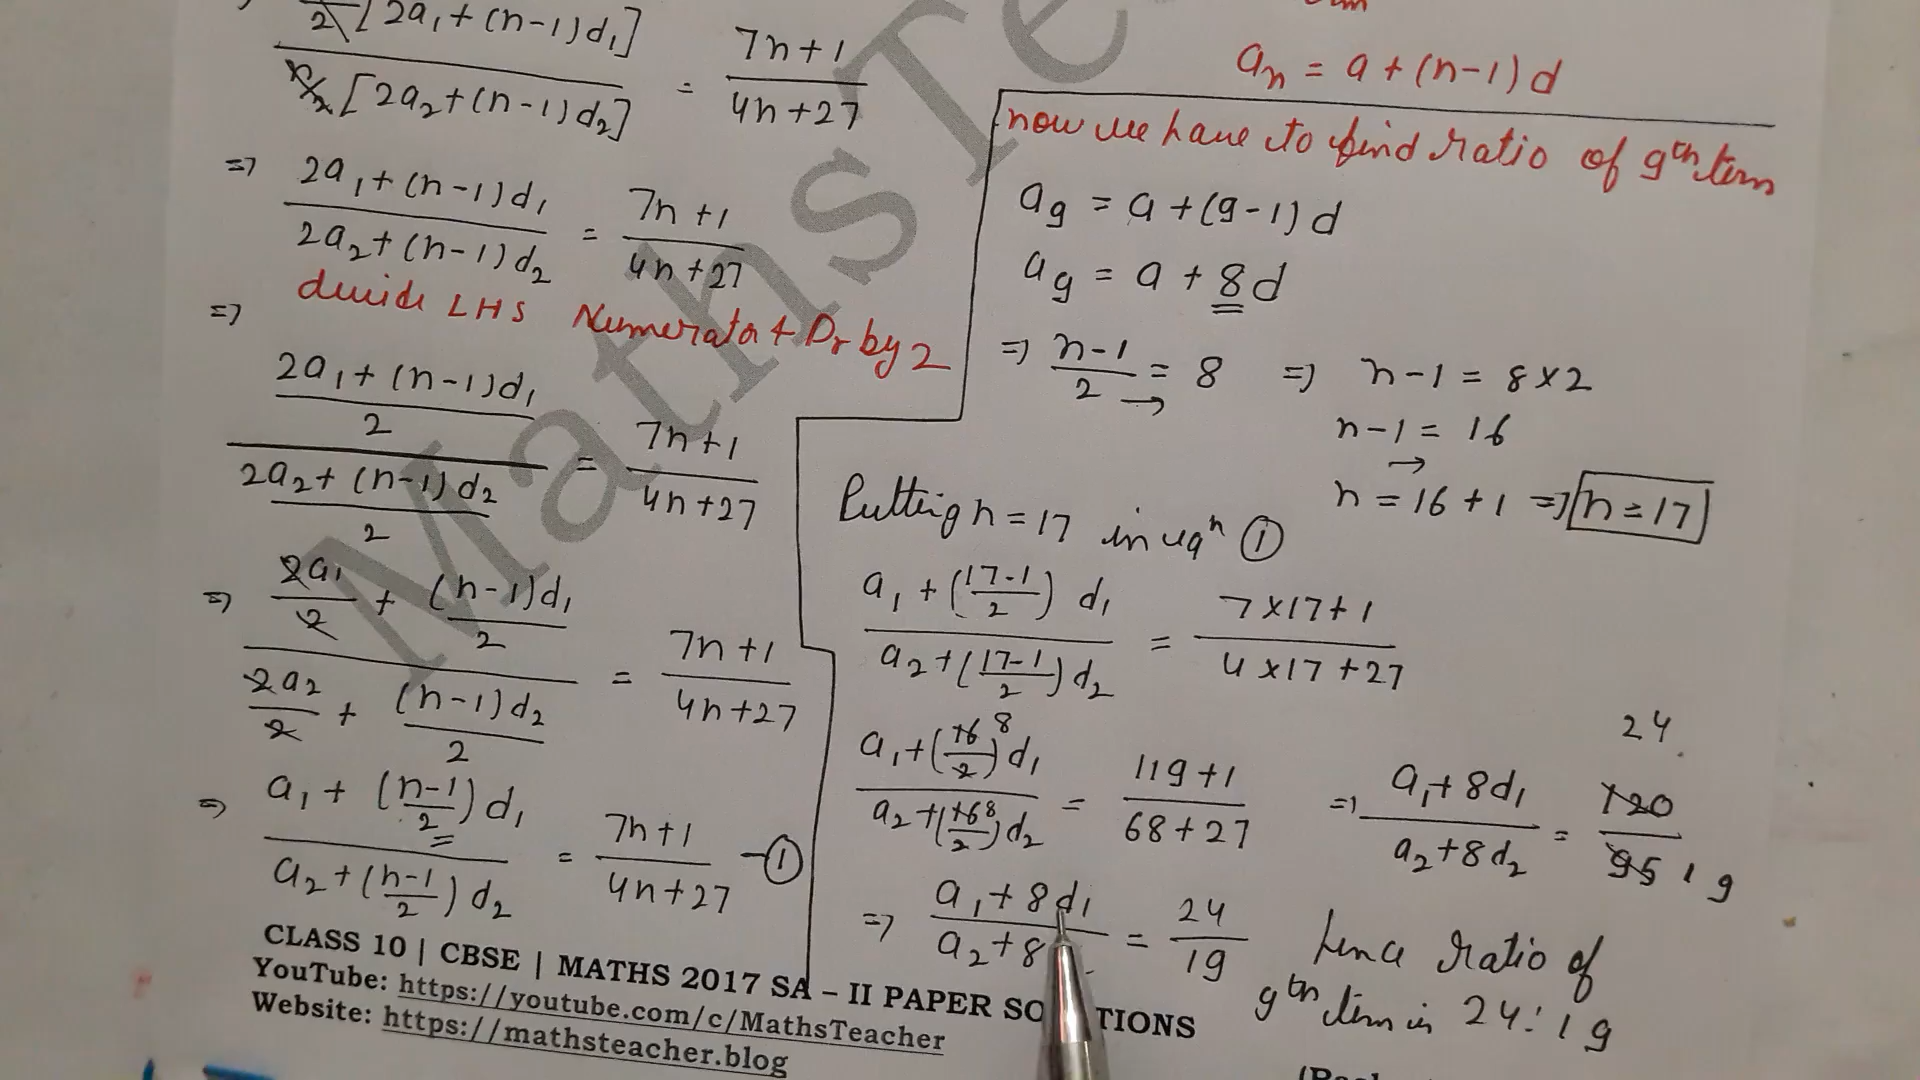 2 [2a₁ + (n-1)d₁]
n/2 [2a₂ + (n-1)d₂] = 7n+1 / 4n+27
=> 2a₁ + (n-1)d₁ / 2a₂ + (n-1)d₂ = 7n+1 / 4n+27
=> divide LHS Numerator + Dr by 2
2a₁ + (n-1)d₁ / 2
2a₂ + (n-1)d₂ / 2 = 7n+1 / 4n+27
=> 2a₁/2 + (n-1)d₁/2
2a₂/2 + (n-1)d₂/2 = 7n+1 / 4n+27
=> a₁ + (n-1/2)d₁ / a₂ + (n-1/2)d₂ = 7n+1 / 4n+27 - ①
aₙ = a + (n-1)d
now we have to find ratio of 9th term
a₉ = a + (9-1)d
a₉ = a + 8d
=> n-1/2 = 8 => n-1 = 8×2
n-1 = 16
n = 16+1 => n = 17
Putting n = 17 in eqⁿ ①
a₁ + (17-1/2)d₁ / a₂ + (17-1/2)d₂ = 7×17+1 / 4×17+27
a₁ + (16/2)8 d₁ / a₂ + (16/2)8 d₂ = 119+1 / 68+27 => a₁+8d₁ / a₂+8d₂ = 120 24 / 95 19
=> a₁+8d₁ / a₂+8 = 24/19 hence ratio of
9th term is 24:19
MathsTe
CLASS 10 | CBSE | MATHS 2017 SA – II PAPER SO TIONS
YouTube: https://youtube.com/c/MathsTeacher
Website: https://mathsteacher.blog